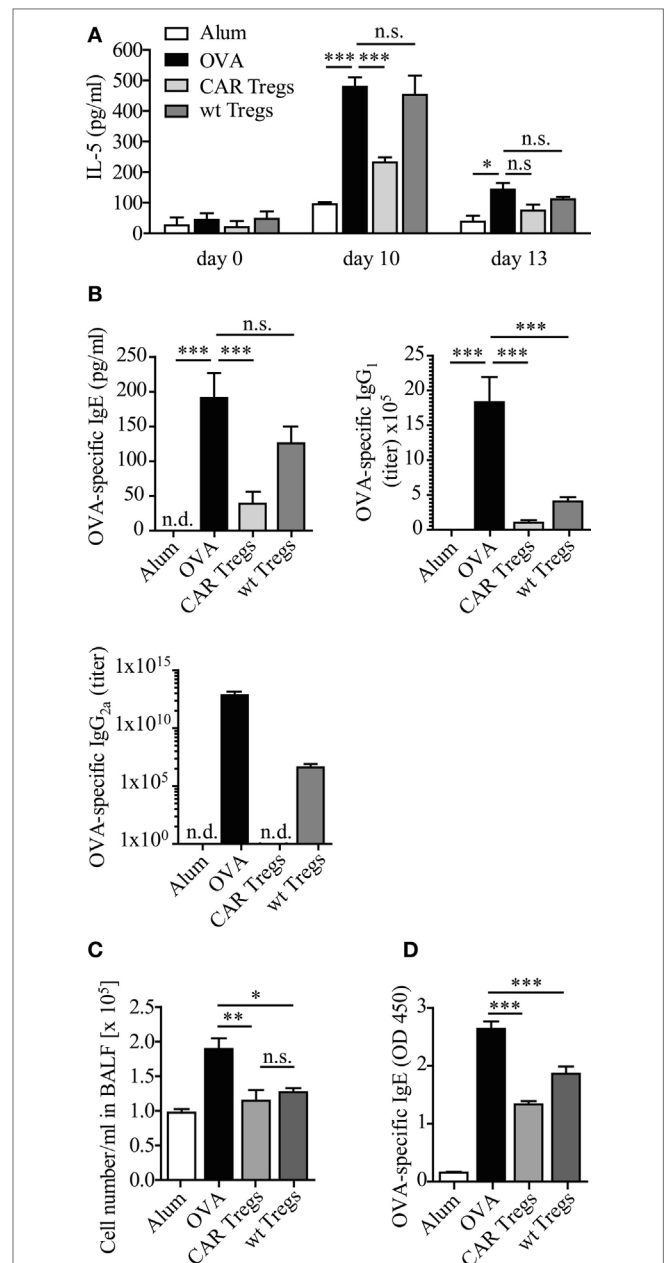 A
Alum
OVA
CAR Tregs
wt Tregs
IL-5 (pg/ml)
600
500
400
300
200
100
0
n.s.
*** ***
n.s.
* n.s
day 0 day 10 day 13
B
OVA-specific IgE (pg/ml)
250
200
150
100
50
0
n.s.
*** ***
n.d.
Alum OVA CAR Tregs wt Tregs
OVA-specific IgG1
(titer) x10^5
25
20
15
10
5
0
***
*** ***
Alum OVA CAR Tregs wt Tregs
OVA-specific IgG2a (titer)
1x10^15
1x10^10
1x10^5
1x10^0
n.d. n.d.
Alum OVA CAR Tregs wt Tregs
C
Cell number/ml in BALF [x 10^5]
2.5
2.0
1.5
1.0
0.5
0.0
*
**
n.s.
Alum OVA CAR Tregs wt Tregs
D
OVA-specific IgE (OD 450)
3
2
1
0
***
***
Alum OVA CAR Tregs wt Tregs